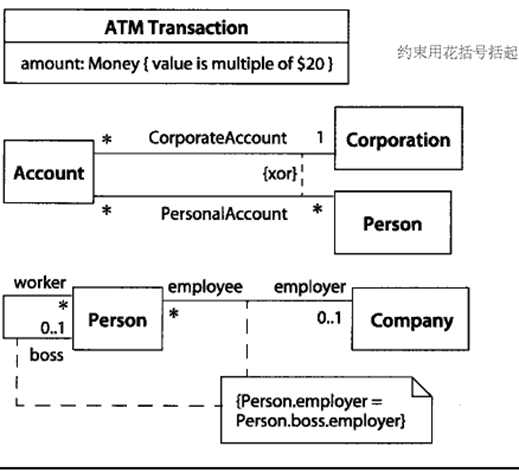 ATM Transaction
amount: Money { value is multiple of $20 }
约束用花括号括起
* CorporateAccount 1
Corporation
Account
{xor}
* PersonalAccount *
Person
worker
employee
employer
*
Person
*
0..1
Company
0..1
boss
{Person.employer =
Person.boss.employer}